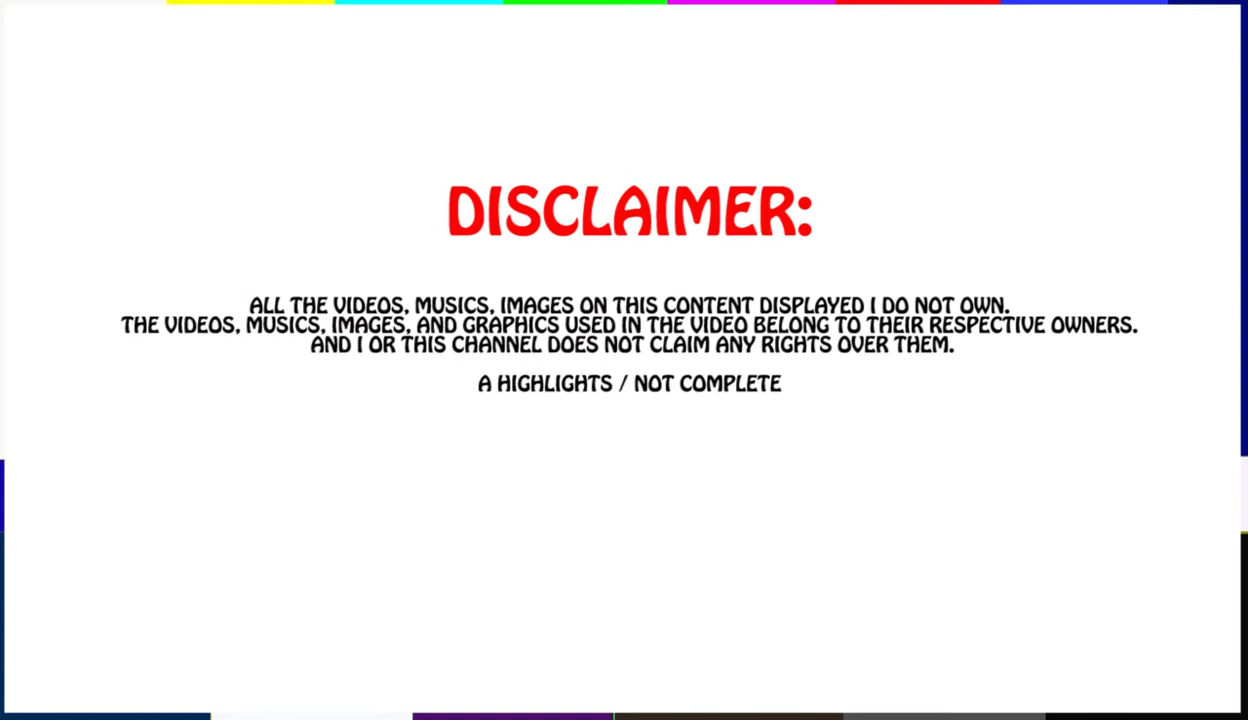 DISCLAIMER:
ALL THE VIDEOS, MUSICS, IMAGES ON THIS CONTENT DISPLAYED I DO NOT OWN.
THE VIDEOS, MUSICS, IMAGES, AND GRAPHICS USED IN THE VIDEO BELONG TO THEIR RESPECTIVE OWNERS.
AND I OR THIS CHANNEL DOES NOT CLAIM ANY RIGHTS OVER THEM.
A HIGHLIGHTS / NOT COMPLETE